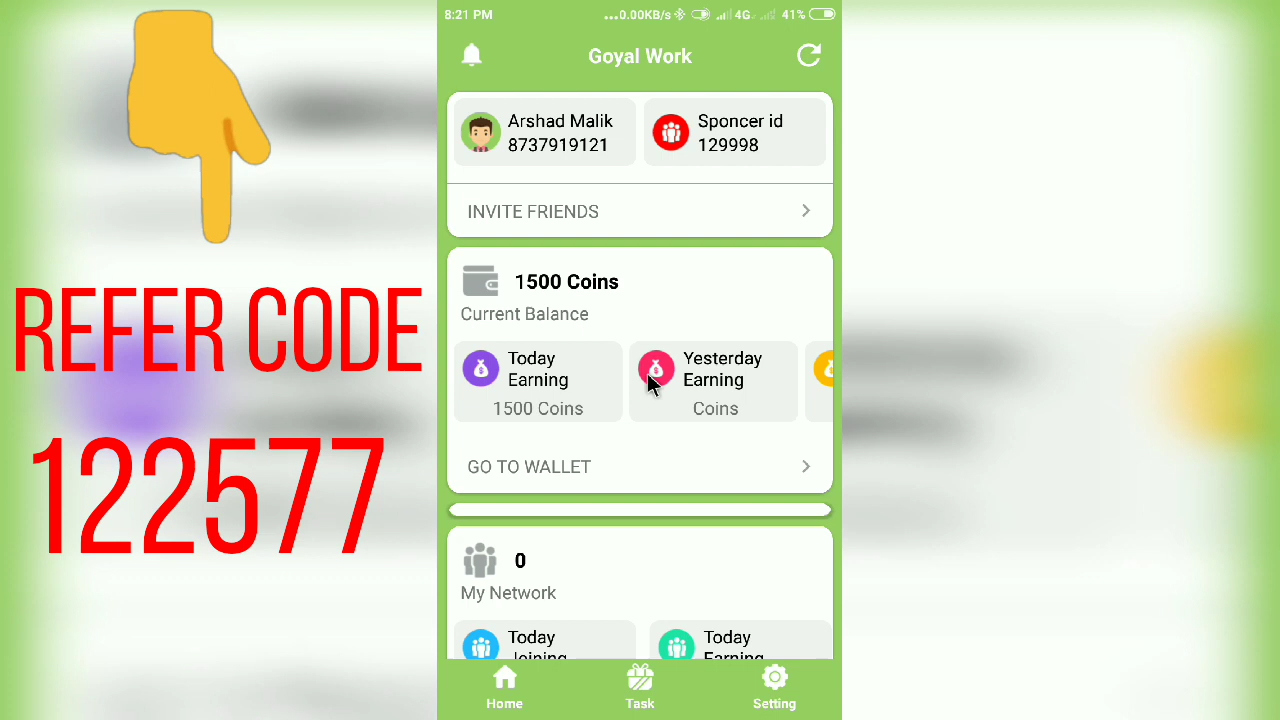 8:21 PM
...0.00KB/s 4G 41%
Goyal Work
Arshad Malik
8737919121
Sponcer id
129998
INVITE FRIENDS
1500 Coins
Current Balance
Today
Earning
1500 Coins
Yesterday
Earning
Coins
GO TO WALLET
0
My Network
Today
Joining
Today
Earning
Home
Task
Setting
REFER CODE
122577